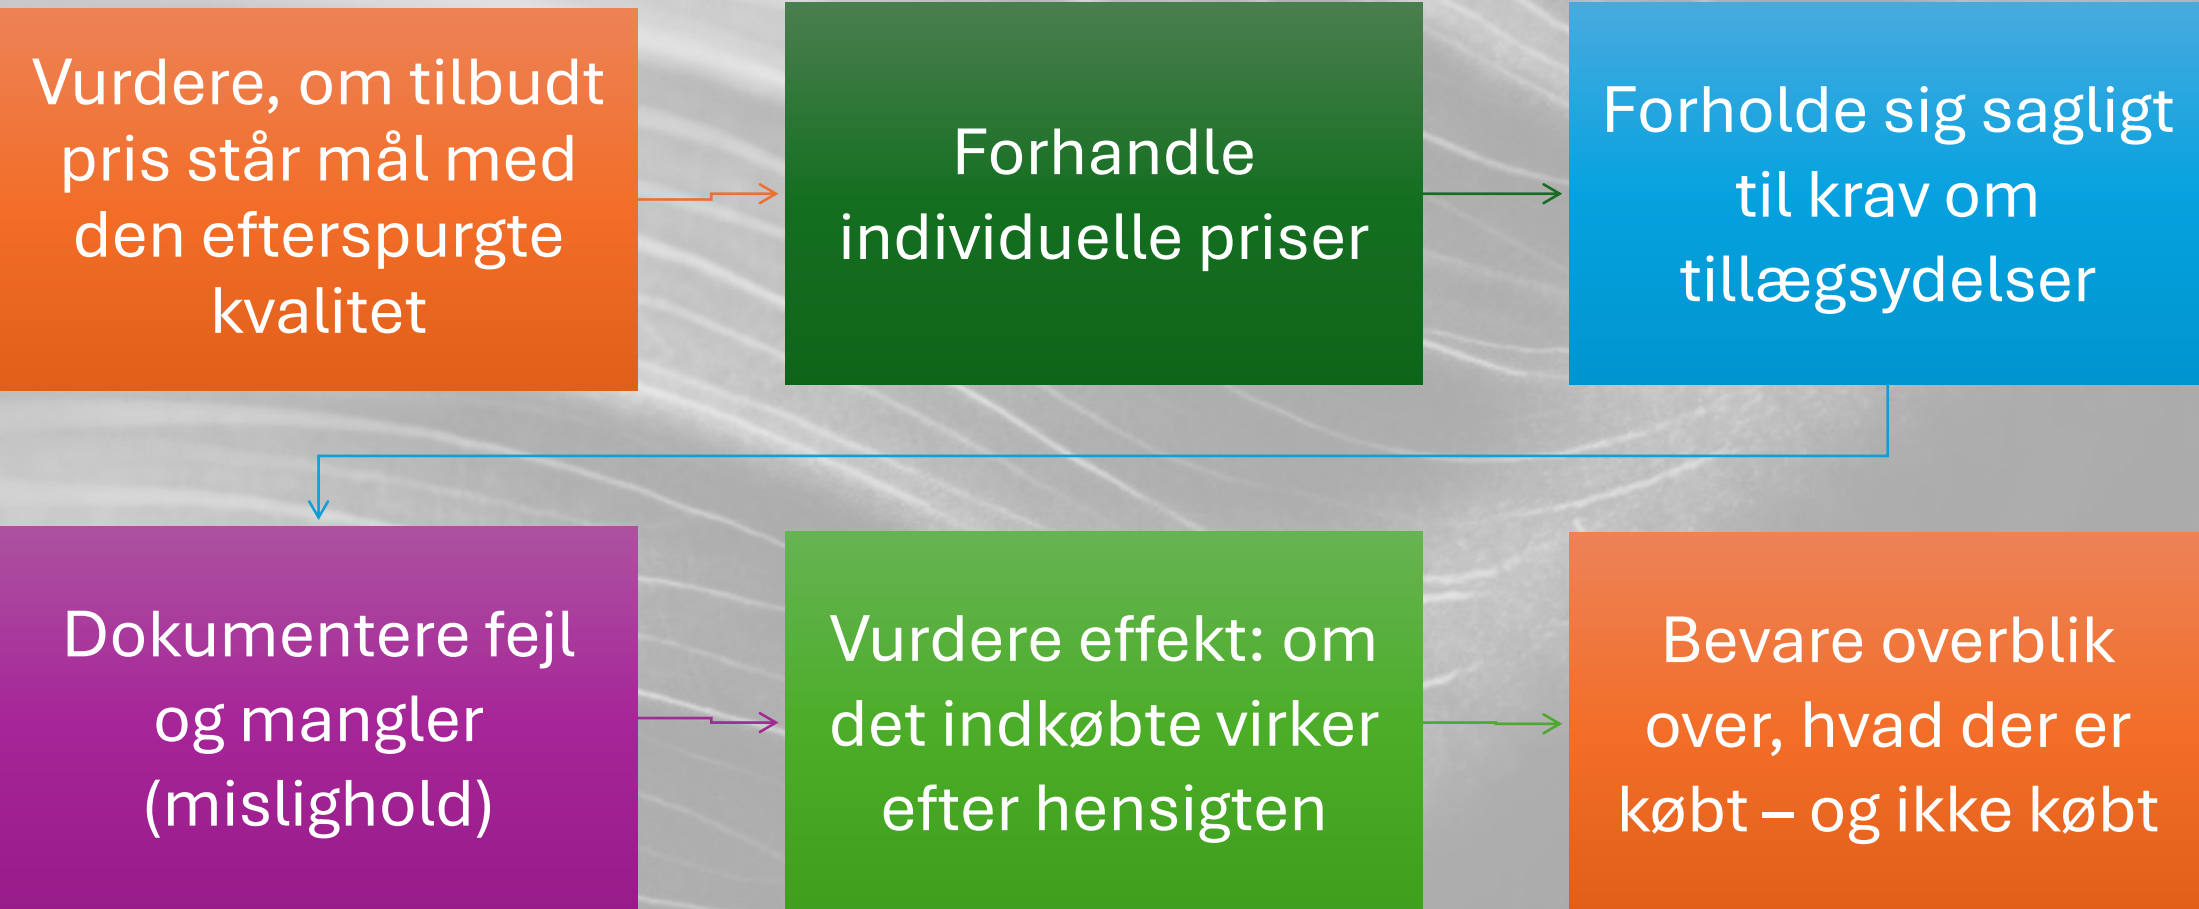 Vurdere, om tilbudt
pris står mål med
den efterspurgte
kvalitet
Forhandle
individuelle priser
Forholde sig sagligt
til krav om
tillægsydelser
Dokumentere fejl
og mangler
(mislighold)
Vurdere effekt: om
det indkøbte virker
efter hensigten
Bevare overblik
over, hvad der er
købt – og ikke købt